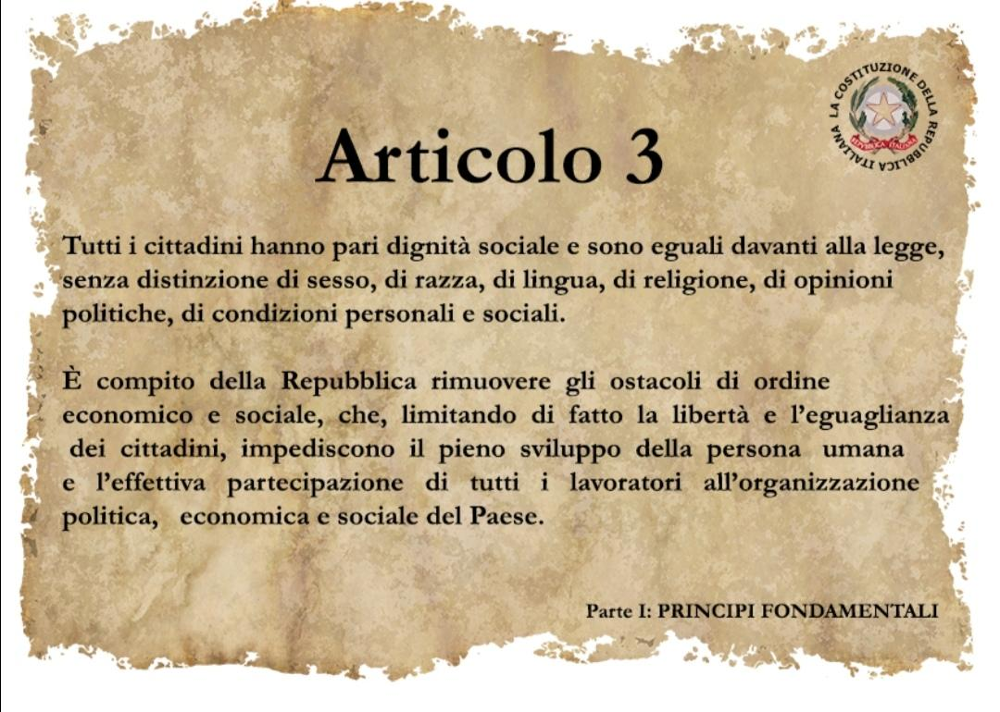 LA COSTITUZIONE DELLA REPUBBLICA ITALIANA
REPVBBLICA ITALIANA
Articolo 3
Tutti i cittadini hanno pari dignità sociale e sono eguali davanti alla legge,
senza distinzione di sesso, di razza, di lingua, di religione, di opinioni
politiche, di condizioni personali e sociali.
È compito della Repubblica rimuovere gli ostacoli di ordine
economico e sociale, che, limitando di fatto la libertà e l’eguaglianza
dei cittadini, impediscono il pieno sviluppo della persona umana
e l’effettiva partecipazione di tutti i lavoratori all’organizzazione
politica, economica e sociale del Paese.
Parte I: PRINCIPI FONDAMENTALI